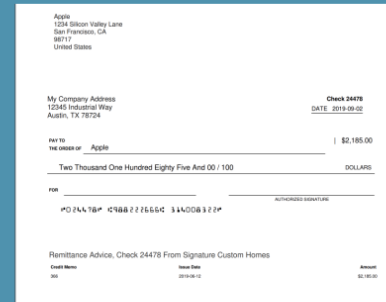 Apple
1234 Silicon Valley Lane
San Francisco, CA
98717
United States
My Company Address
12345 Industrial Way
Austin, TX 78724
Check 24478
DATE 2019-09-02
PAY TO
THE ORDER OF Apple
| $2,185.00
Two Thousand One Hundred Eighty Five And 00 / 100 DOLLARS
FOR
AUTHORIZED SIGNATURE
Remittance Advice, Check 24478 From Signature Custom Homes
Credit Memo Issue Date Amount
2019-06-12 $2,185.00